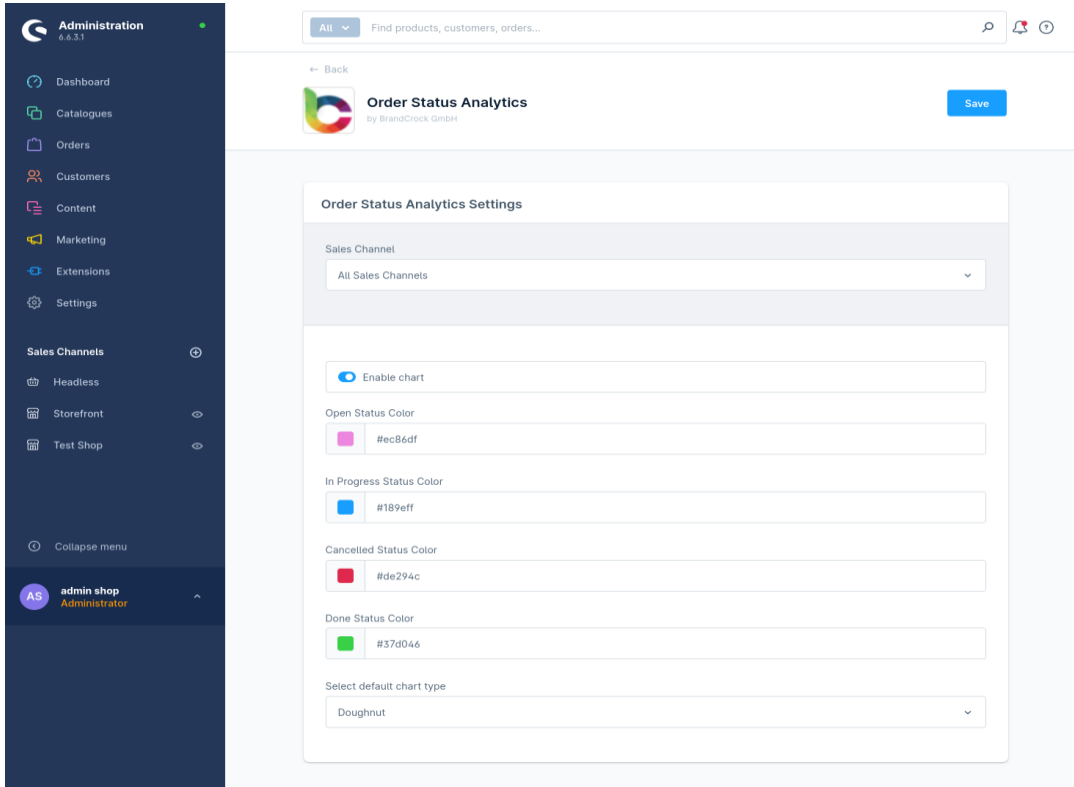 Administration
6.6.3.1
Dashboard
Catalogues
Orders
Customers
Content
Marketing
Extensions
Settings
Sales Channels
Headless
Storefront
Test Shop
Collapse menu
AS
admin shop
Administrator
All
Find products, customers, orders...
← Back
Order Status Analytics
by BrandCrock GmbH
Save
Order Status Analytics Settings
Sales Channel
All Sales Channels
Enable chart
Open Status Color
#ec86df
In Progress Status Color
#189eff
Cancelled Status Color
#de294c
Done Status Color
#37d046
Select default chart type
Doughnut